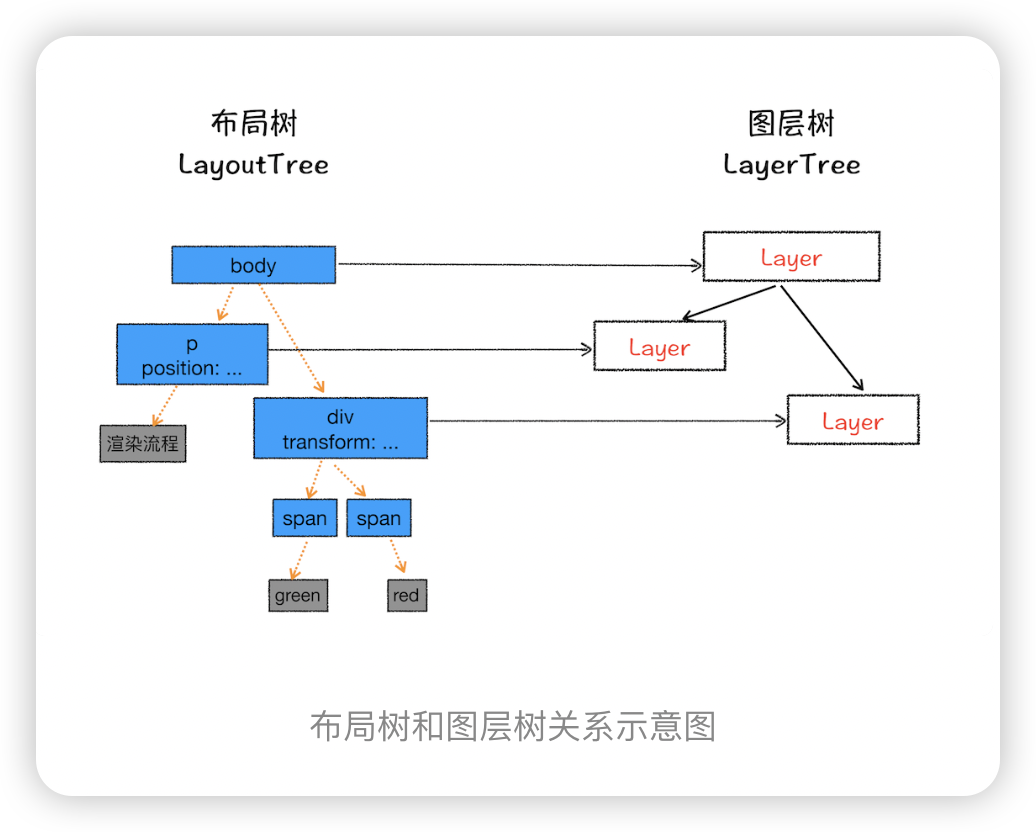 布局树
LayoutTree
图层树
LayerTree
body
Layer
p
position: ...
Layer
div
transform: ...
Layer
渲染流程
span
span
green
red
布局树和图层树关系示意图